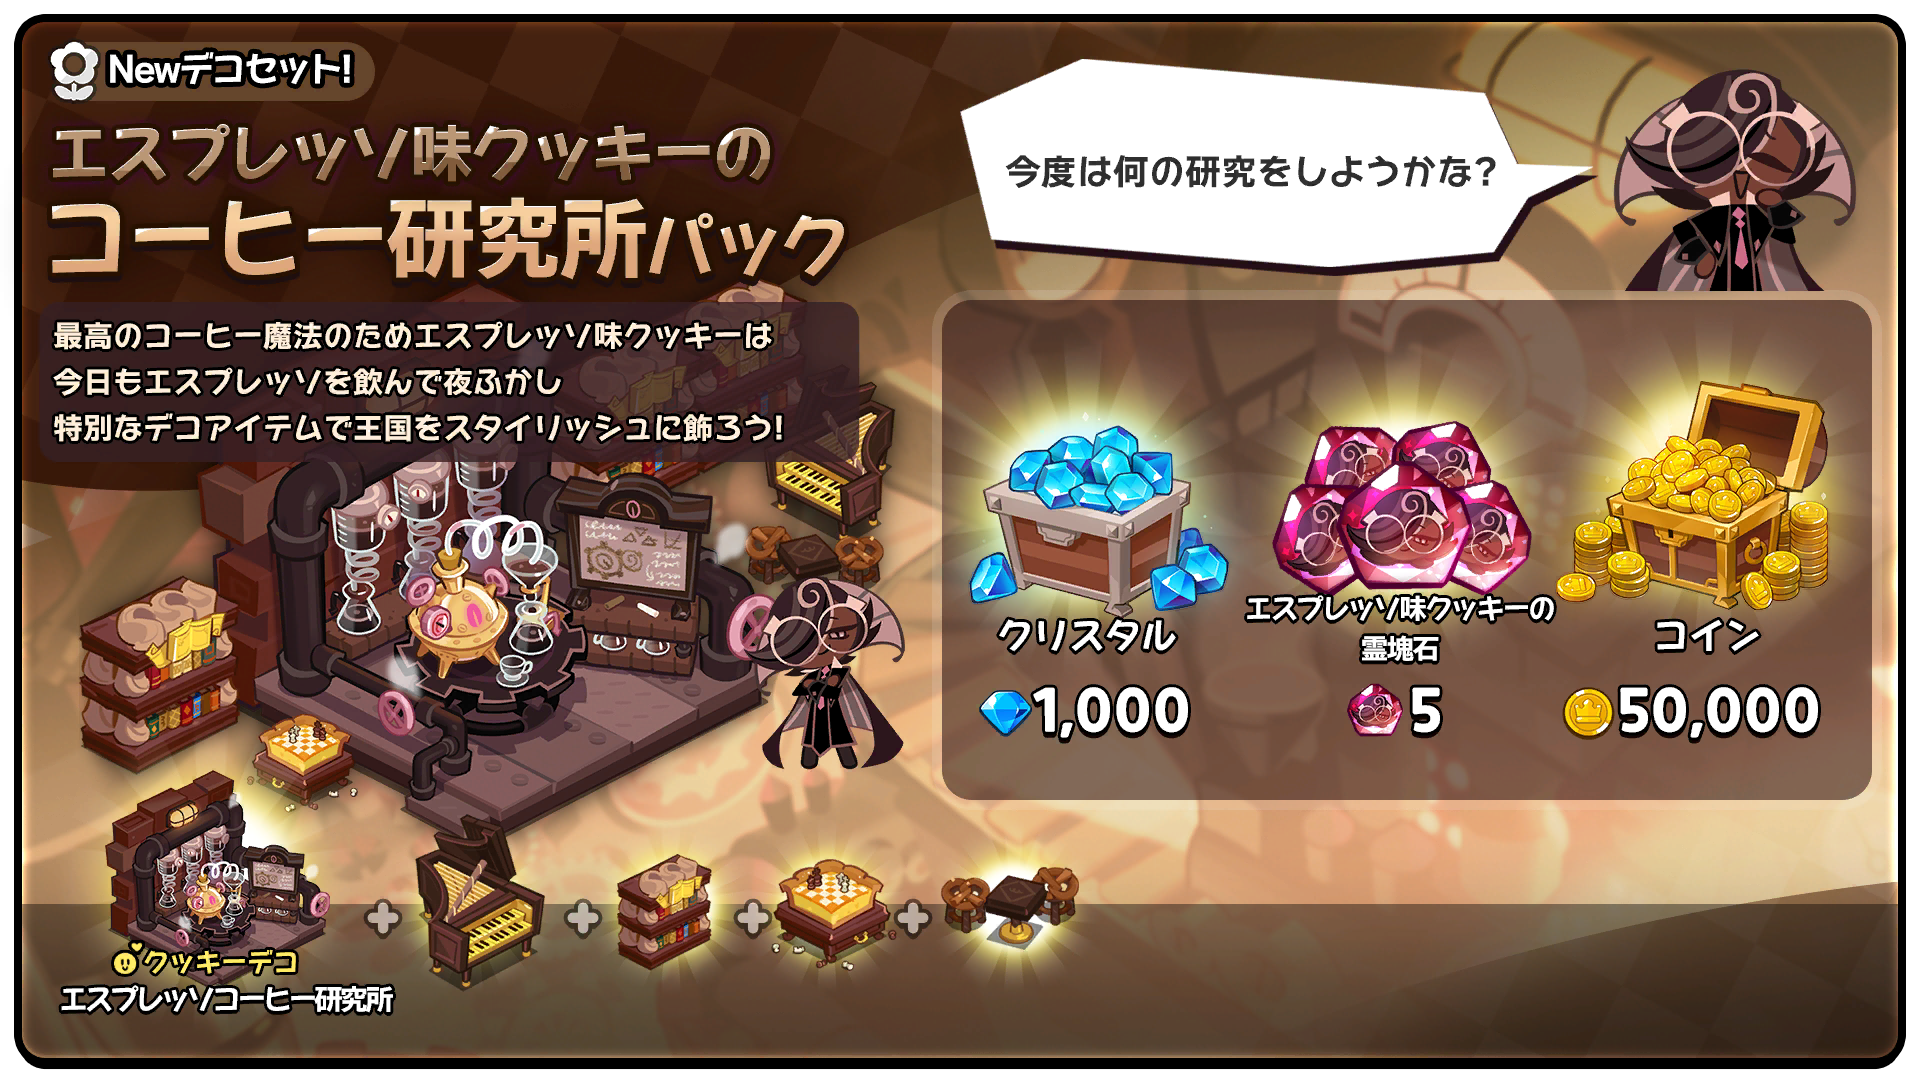 Newデコセット!
エスプレッソ味クッキーの
コーヒー研究所パック
最高のコーヒー魔法のためエスプレッソ味クッキーは
今日もエスプレッソを飲んで夜ふかし
特別なデコアイテムで王国をスタイリッシュに飾ろう!
今度は何の研究をしようかな?
クリスタル
1,000
エスプレッソ味クッキーの
霊塊石
5
コイン
50,000
クッキーデコ
エスプレッソコーヒー研究所